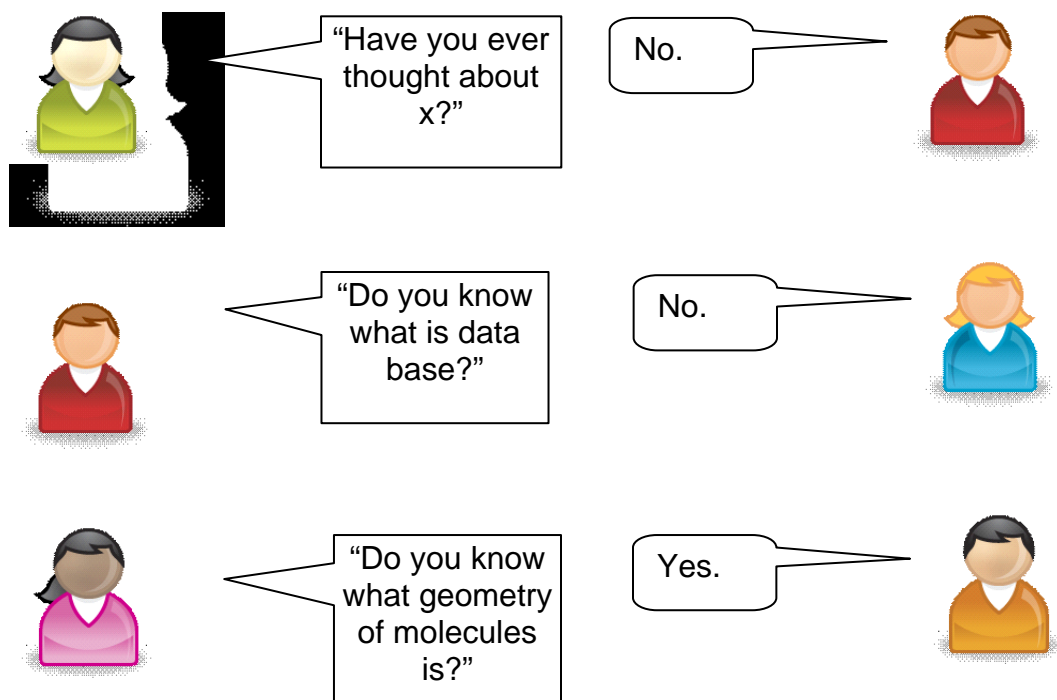 “Have you ever
thought about
x?”
No.
“Do you know
what is data
base?”
No.
“Do you know
what geometry
of molecules
is?”
Yes.